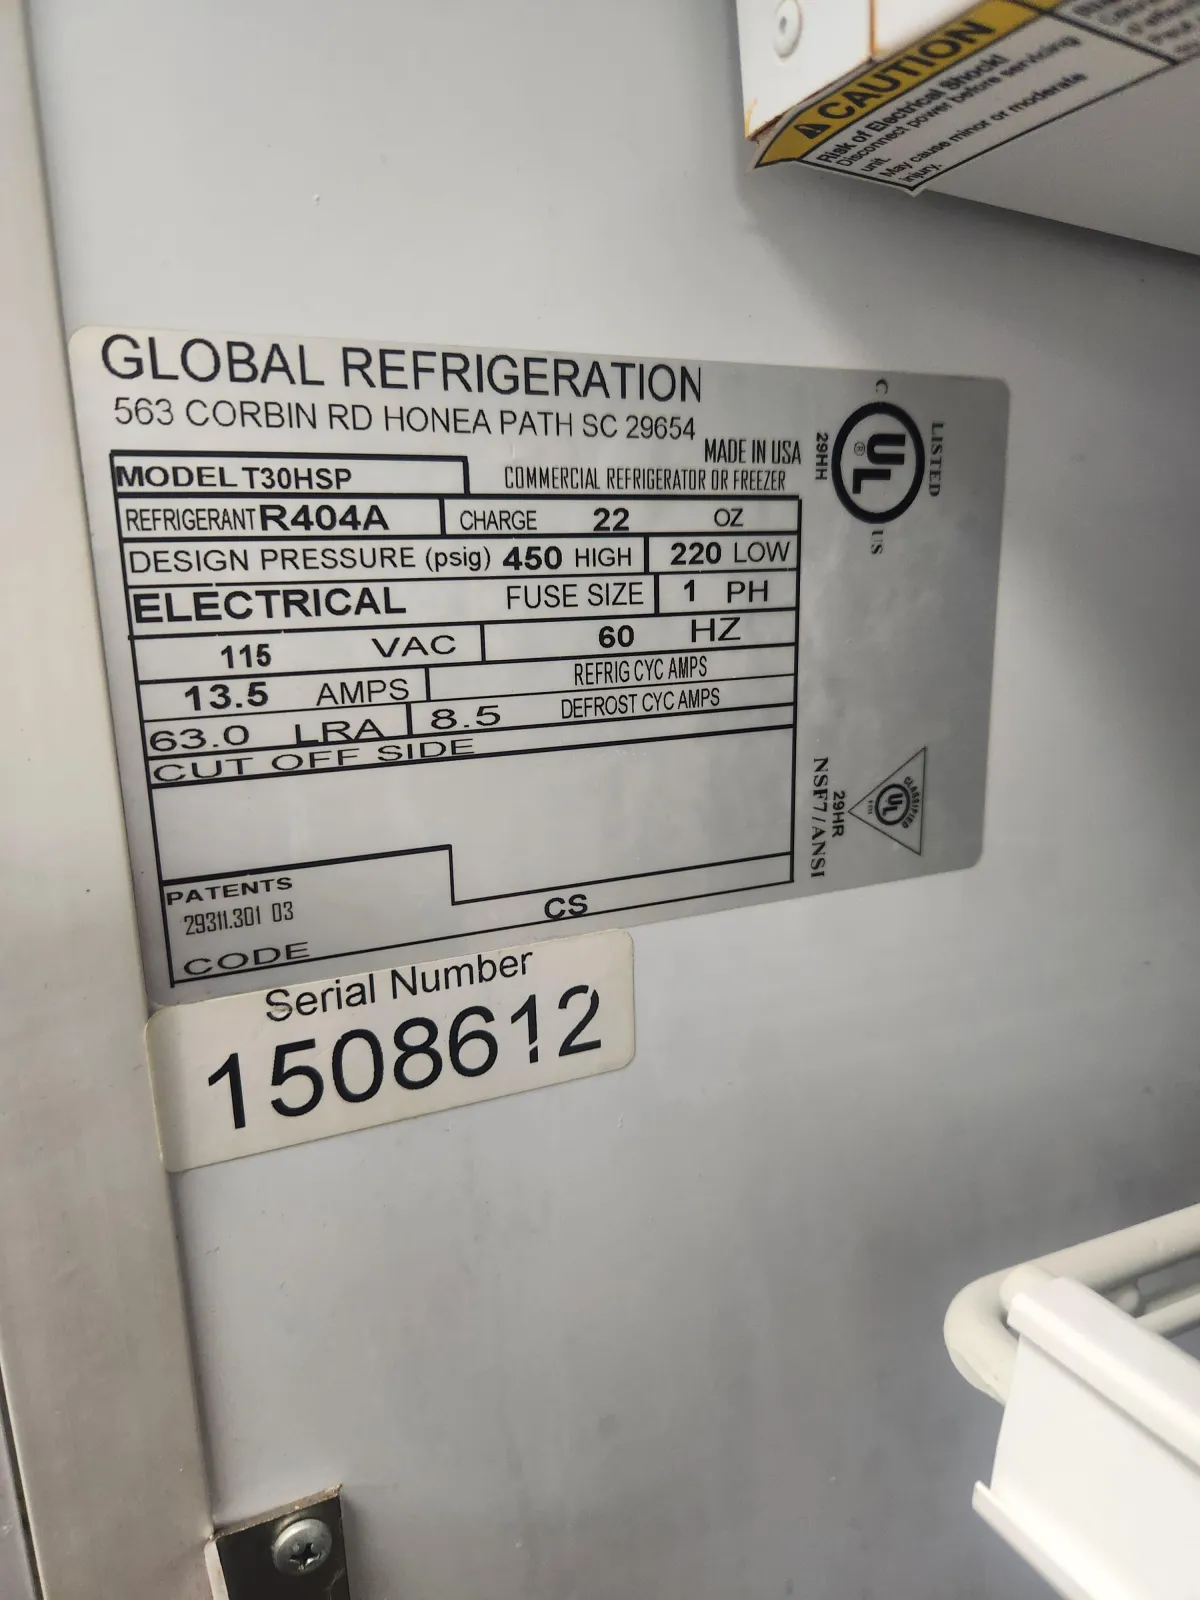 CAUTION
Risk of Electrical Shock!
Disconnect power before servicing
unit.
May cause minor or moderate
injury.
GLOBAL REFRIGERATION
563 CORBIN RD HONEA PATH SC 29654
MADE IN USA
MODEL T30HSP
COMMERCIAL REFRIGERATOR OR FREEZER
REFRIGERANT R404A CHARGE 22 OZ
DESIGN PRESSURE (psig) 450 HIGH 220 LOW
ELECTRICAL FUSE SIZE 1 PH
115 VAC 60 HZ
13.5 AMPS REFRIG CYC AMPS
63.0 LRA 8.5 DEFROST CYC AMPS
CUT OFF SIDE
PATENTS
29311.301 03
CODE
CS
C UL ® US
LISTED
29HH
CLASSIFIED
UL
29HR
NSF7/ANSI
Serial Number
1508612